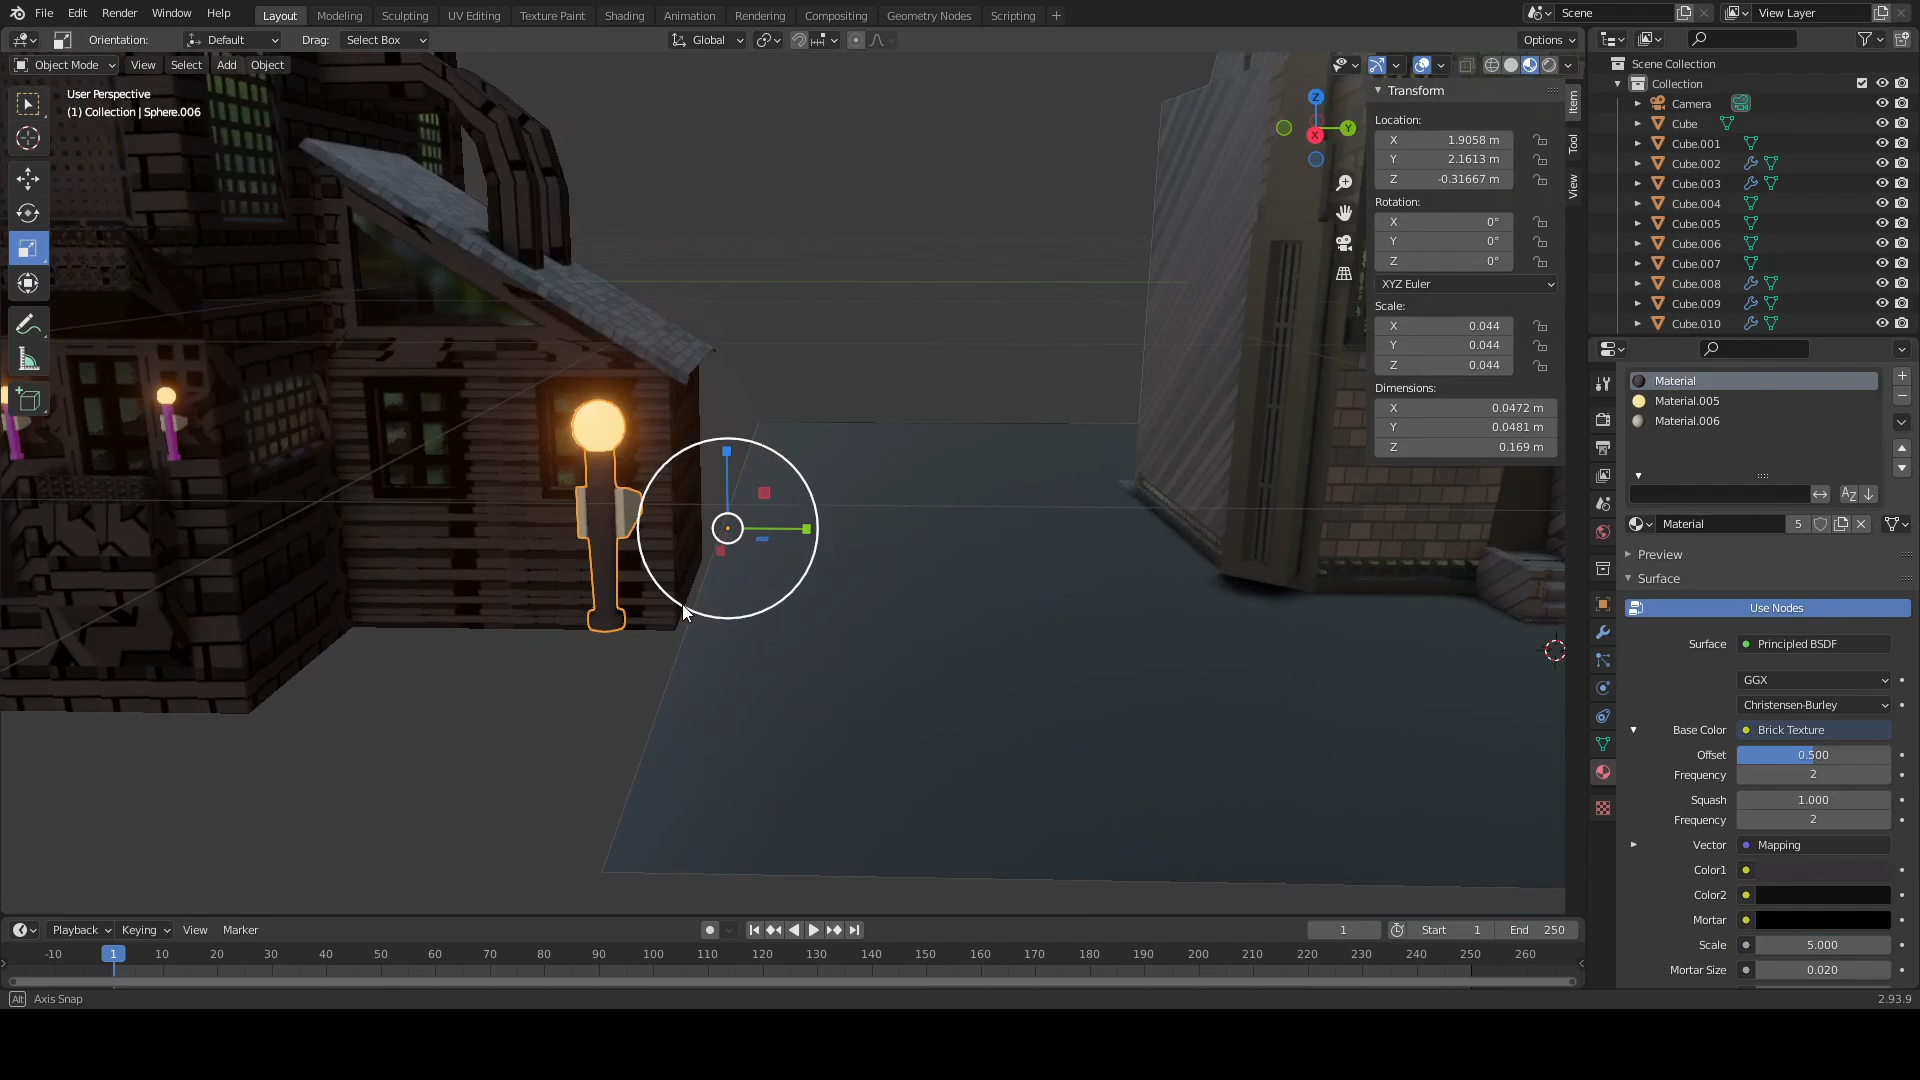 File Edit Render Window Help Layout Modeling Sculpting UV Editing Texture Paint Shading Animation Rendering Compositing Geometry Nodes Scripting + Scene View Layer
Orientation: Default Drag: Select Box Global Options
Object Mode View Select Add Object
User Perspective
(1) Collection | Sphere.006
Z
Y
X
Transform
Location:
X 1.9058 m
Y 2.1613 m
Z -0.31667 m
Rotation:
X 0°
Y 0°
Z 0°
XYZ Euler
Scale:
X 0.044
Y 0.044
Z 0.044
Dimensions:
X 0.0472 m
Y 0.0481 m
Z 0.169 m
Item
Tool
View
Scene Collection
Collection
Camera
Cube
Cube.001
Cube.002
Cube.003
Cube.004
Cube.005
Cube.006
Cube.007
Cube.008
Cube.009
Cube.010
Material
Material.005
Material.006
Material 5
Preview
Surface
Use Nodes
Surface Principled BSDF
GGX
Christensen-Burley
Base Color Brick Texture
Offset 0.500
Frequency 2
Squash 1.000
Frequency 2
Vector Mapping
Color1
Color2
Mortar
Scale 5.000
Mortar Size 0.020
Playback Keying View Marker 1 Start 1 End 250
-10 1 10 20 30 40 50 60 70 80 90 100 110 120 130 140 150 160 170 180 190 200 210 220 230 240 250 260
Alt Axis Snap 2.93.9